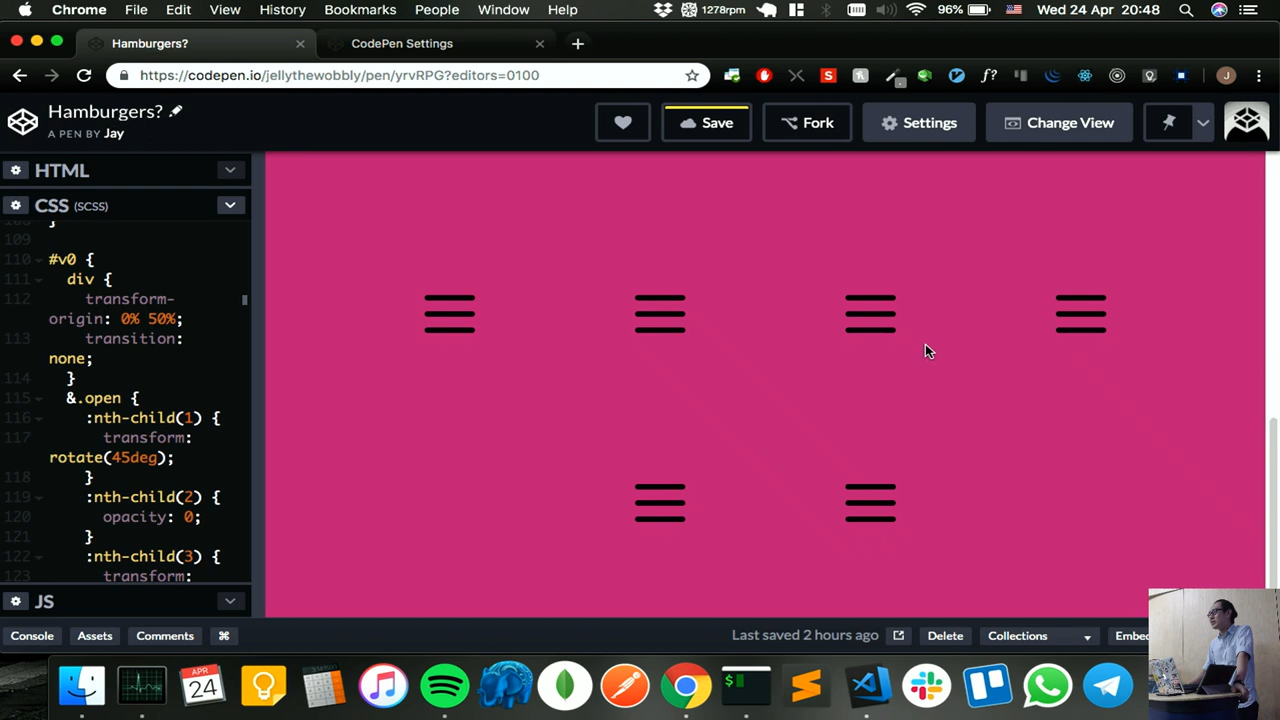 Chrome File Edit View History Bookmarks People Window Help 1278rpm 96% Wed 24 Apr 20:48
Hamburgers? CodePen Settings
https://codepen.io/jellythewobbly/pen/yrvRPG?editors=0100
Hamburgers?
A PEN BY Jay
Save Fork Settings Change View
HTML
CSS (SCSS)
109
110 #v0 {
111 div {
112 transform-
origin: 0% 50%;
113 transition:
none;
114 }
115 &.open {
116 :nth-child(1) {
117 transform:
rotate(45deg);
118 }
119 :nth-child(2) {
120 opacity: 0;
121 }
122 :nth-child(3) {
123 transform:
JS
Console Assets Comments ⌘ Last saved 2 hours ago Delete Collections Embe
APR
24